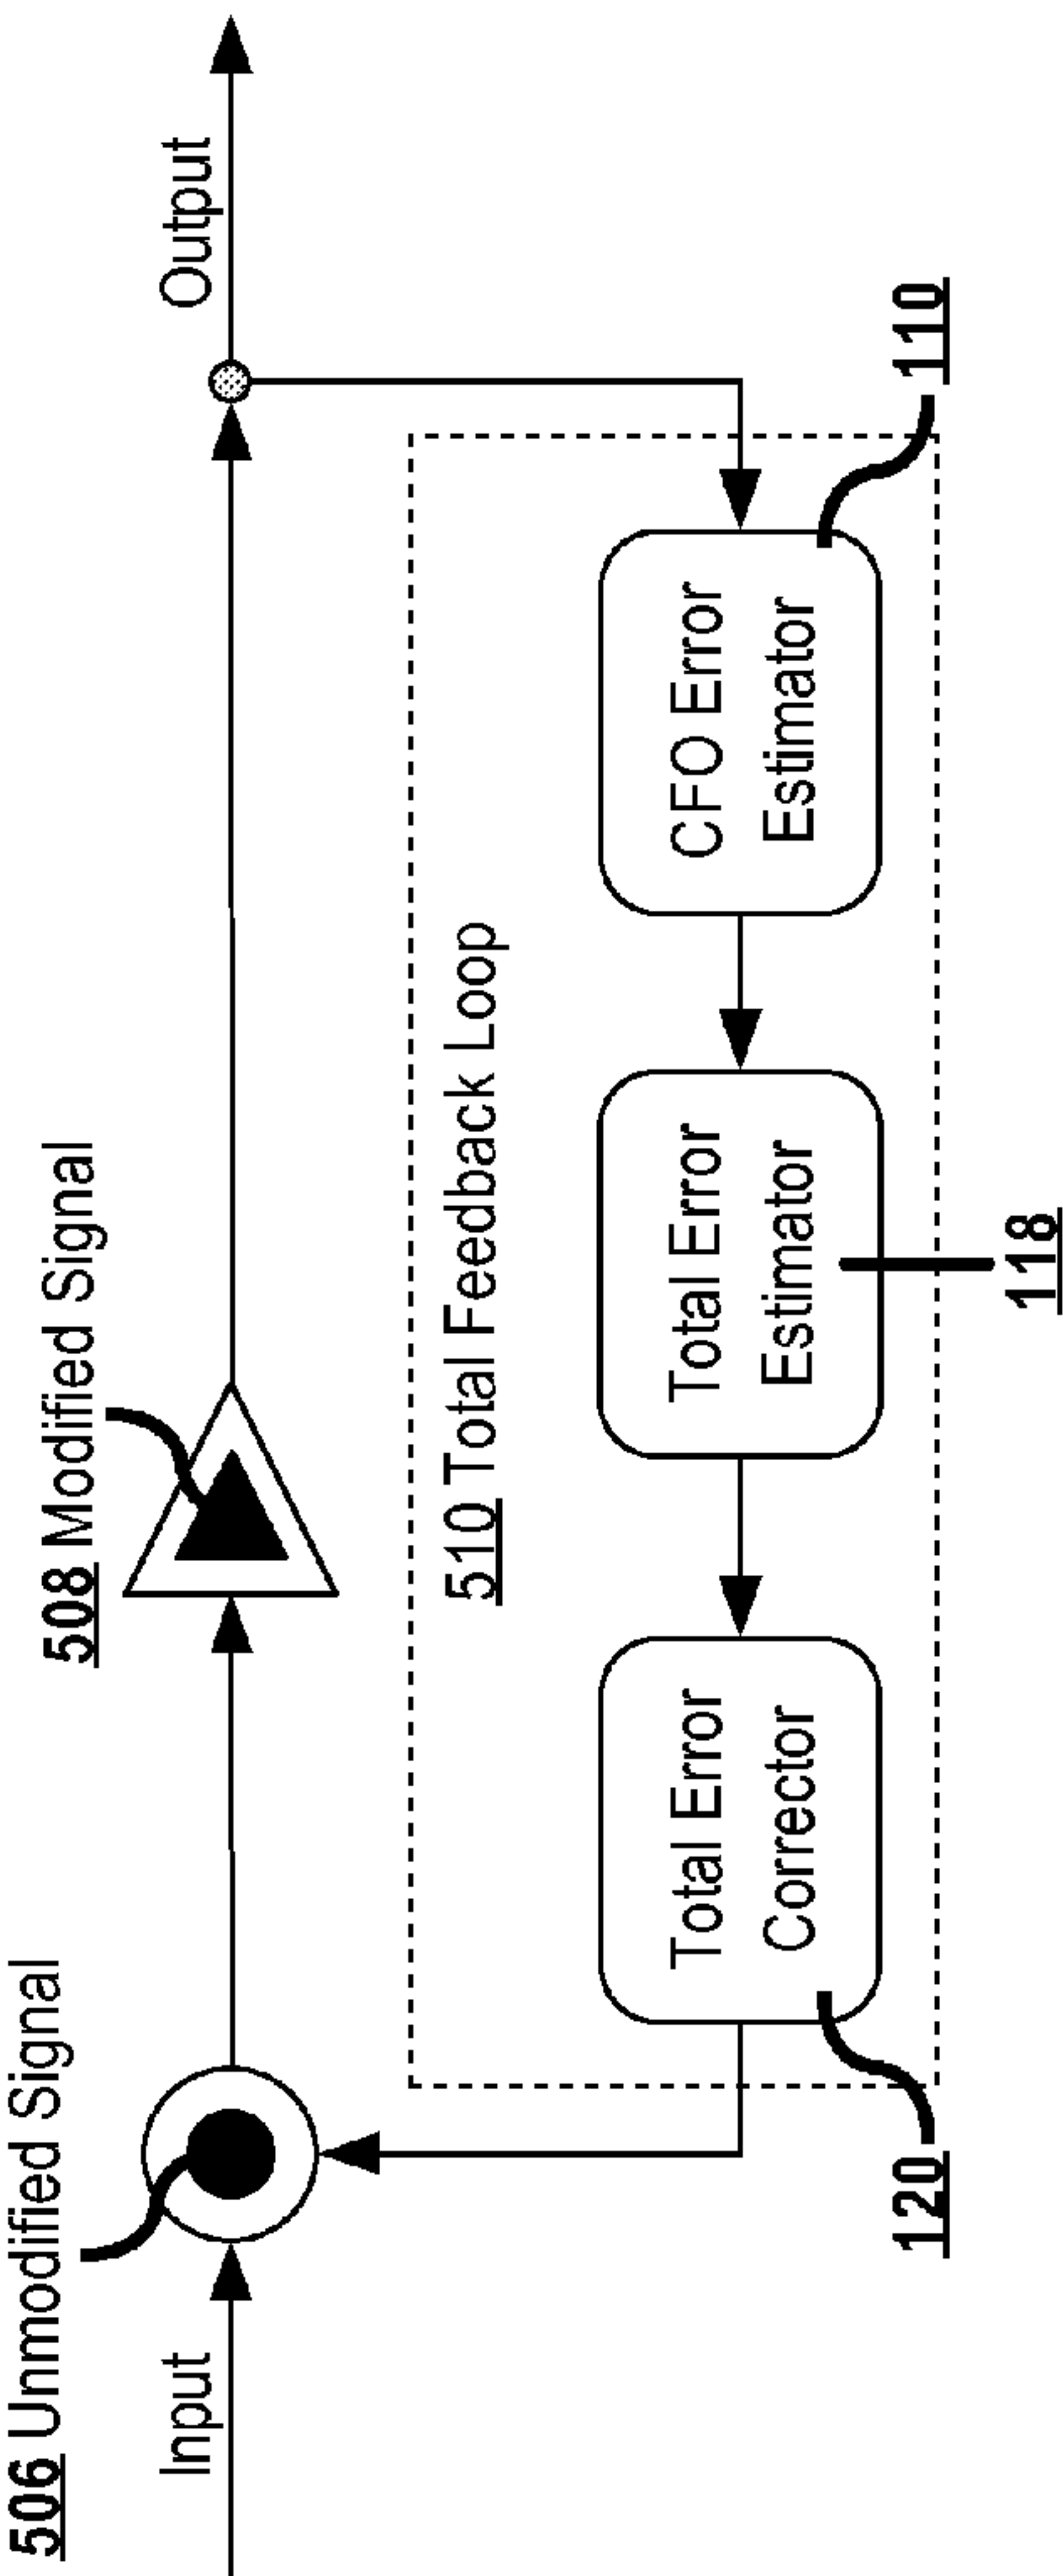 506 Unmodified Signal
508 Modified Signal
Input
Output
510 Total Feedback Loop
Total Error
Corrector
Total Error
Estimator
CFO Error
Estimator
120
118
110